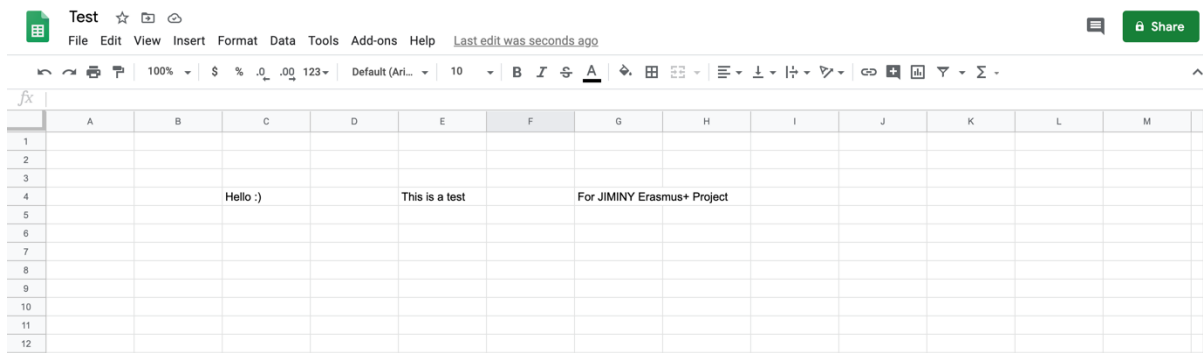 Test
File Edit View Insert Format Data Tools Add-ons Help Last edit was seconds ago
Share
100% $ % .0 .00 123 Default (Ari... 10 B I S A
fx
A B C D E F G H I J K L M
1
2
3
4 Hello :) This is a test For JIMINY Erasmus+ Project
5
6
7
8
9
10
11
12